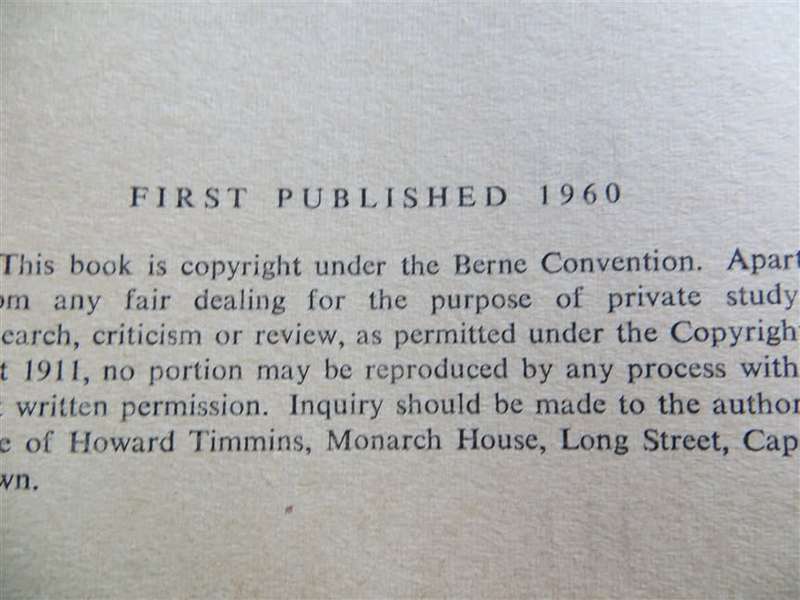 FIRST PUBLISHED 1960
This book is copyright under the Berne Convention. Apart
om any fair dealing for the purpose of private study
earch, criticism or review, as permitted under the Copyright
t 1911, no portion may be reproduced by any process with
t written permission. Inquiry should be made to the author
e of Howard Timmins, Monarch House, Long Street, Cap
wn.